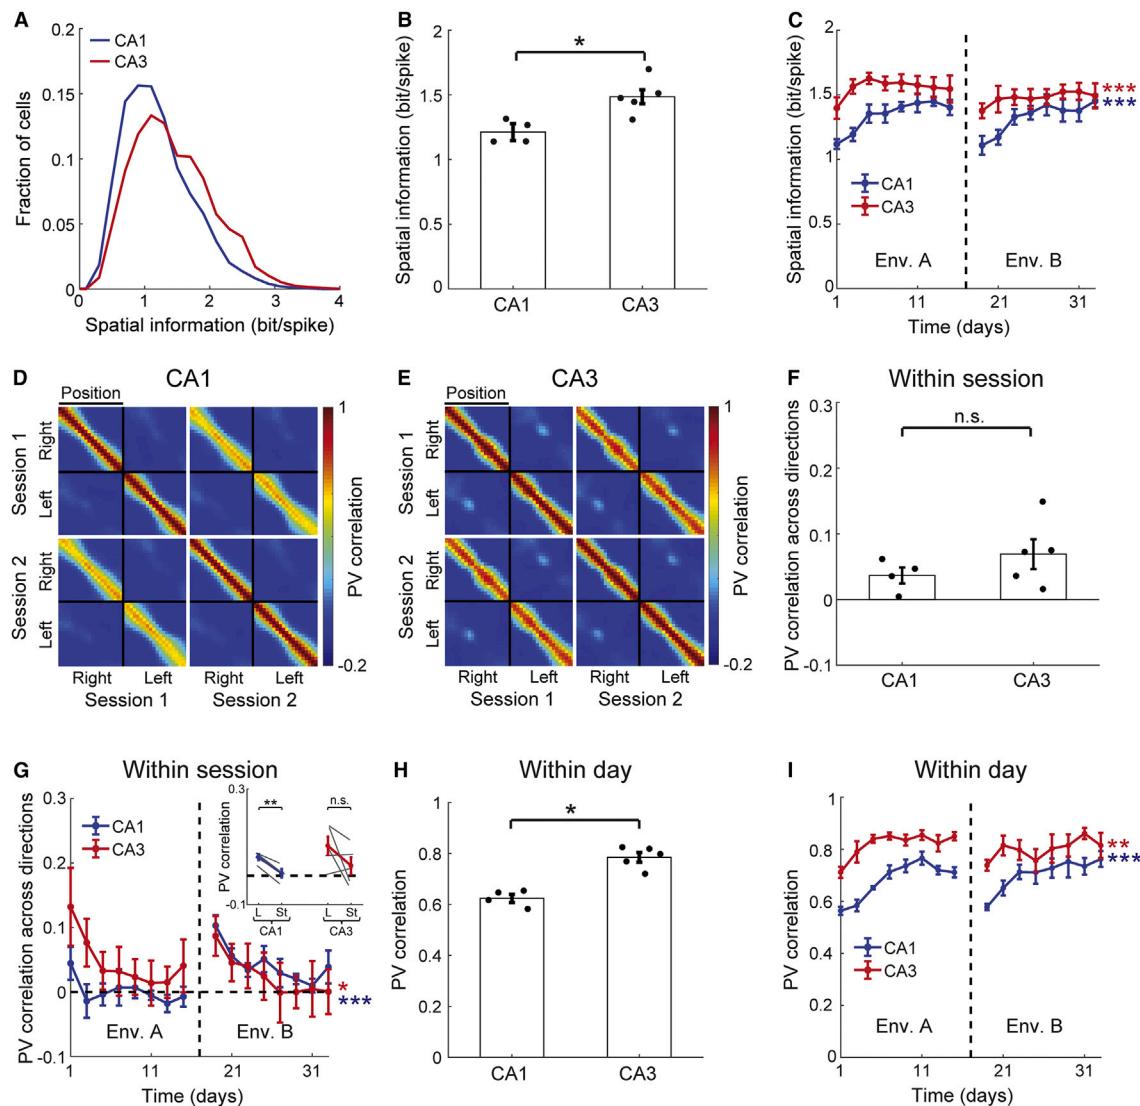 A
0.2
0.15
0.1
0.05
0
Fraction of cells
CA1
CA3
0 1 2 3 4
Spatial information (bit/spike)
B
2
1.5
1
0.5
0
Spatial information (bit/spike)
*
CA1 CA3
C
2
1.5
1
0.5
0
Spatial information (bit/spike)
***
***
CA1
CA3
Env. A Env. B
1 11 21 31
Time (days)
D CA1
Position
Session 1
Right
Left
Session 2
Right
Left
Right Left Right Left
Session 1 Session 2
1
PV correlation
-0.2
E CA3
Position
Session 1
Right
Left
Session 2
Right
Left
Right Left Right Left
Session 1 Session 2
1
PV correlation
-0.2
F Within session
0.3
0.2
0.1
0
-0.1
PV correlation across directions
n.s.
CA1 CA3
G Within session
0.3
0.2
0.1
0
-0.1
PV correlation across directions
CA1
CA3
0.3
-0.1
PV correlation
** n.s.
L St. L St.
CA1 CA3
*
***
Env. A Env. B
1 11 21 31
Time (days)
H Within day
1
0.8
0.6
0.4
0.2
0
PV correlation
*
CA1 CA3
I Within day
1
0.8
0.6
0.4
0.2
0
PV correlation
**
***
CA1
CA3
Env. A Env. B
1 11 21 31
Time (days)